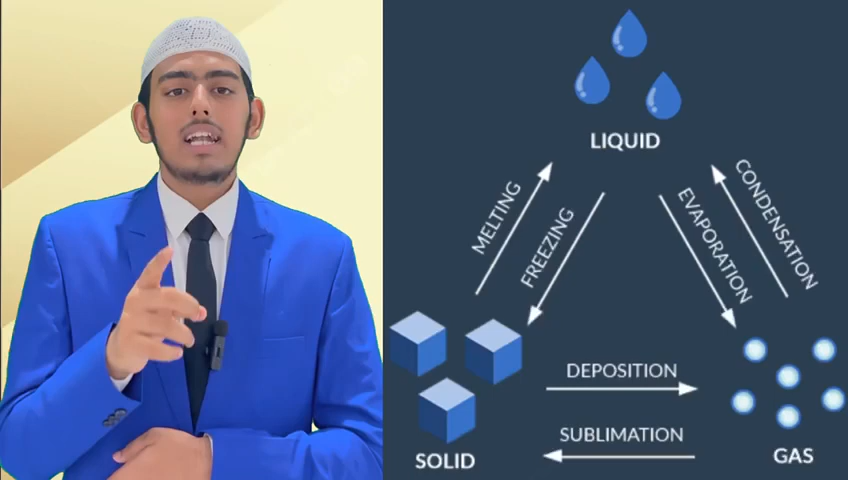 LIQUID
MELTING
FREEZING
EVAPORATION
CONDENSATION
DEPOSITION
SUBLIMATION
SOLID
GAS